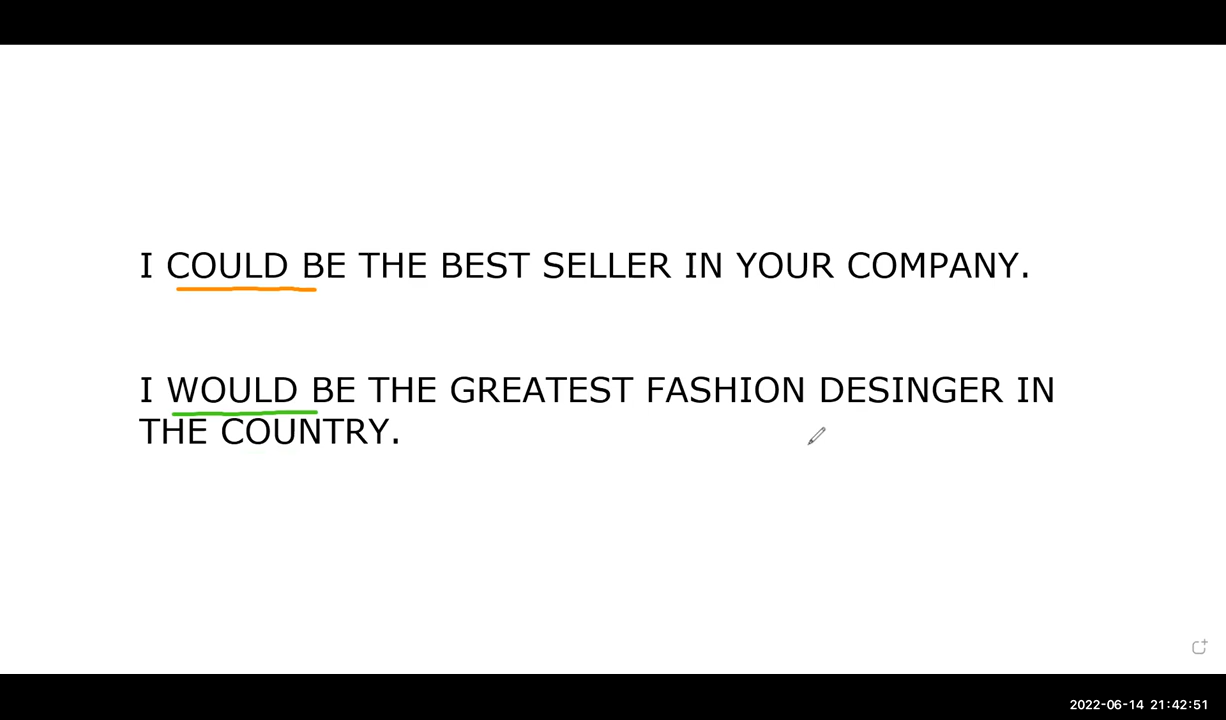 I COULD BE THE BEST SELLER IN YOUR COMPANY.
I WOULD BE THE GREATEST FASHION DESINGER IN
THE COUNTRY.
2022-06-14 21:42:51